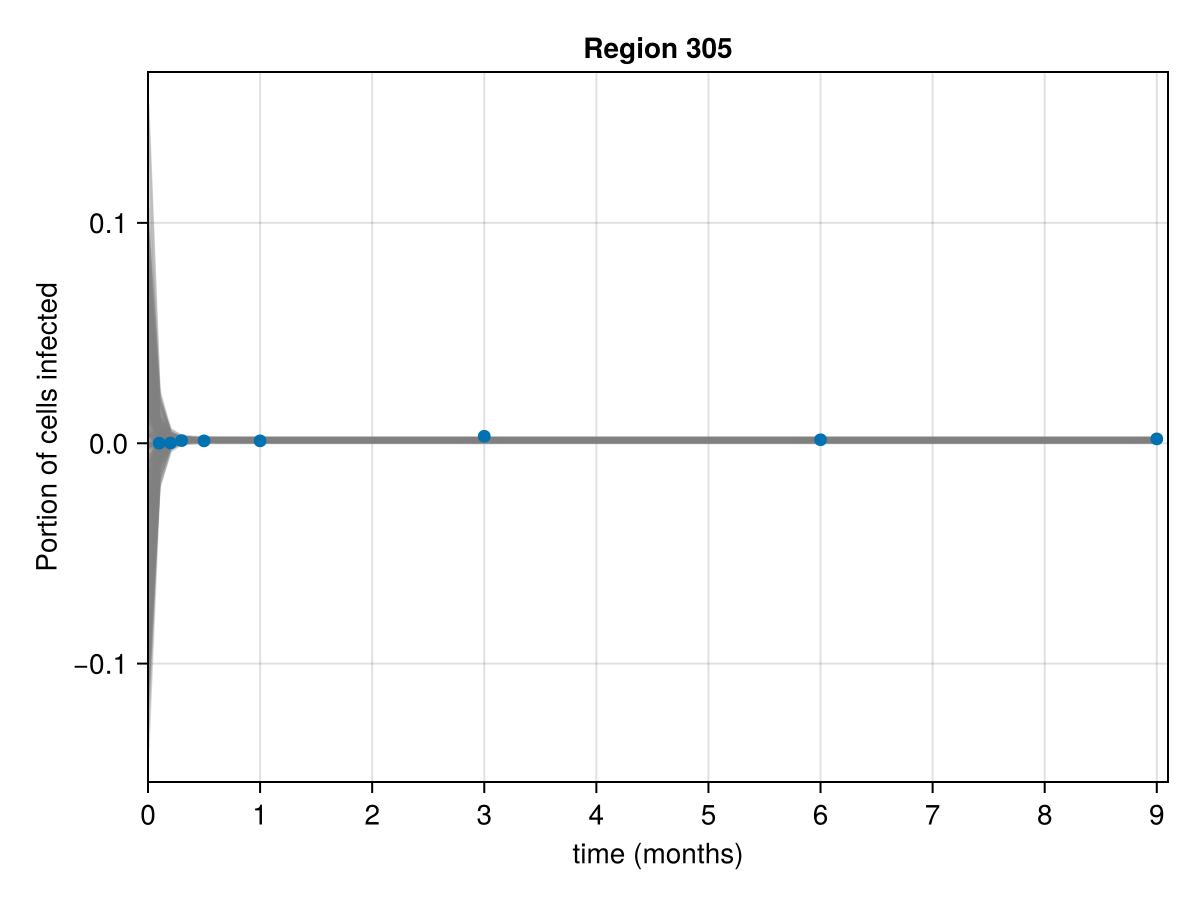 Region 305
Portion of cells infected
0.1
0.0
−0.1
0 1 2 3 4 5 6 7 8 9
time (months)